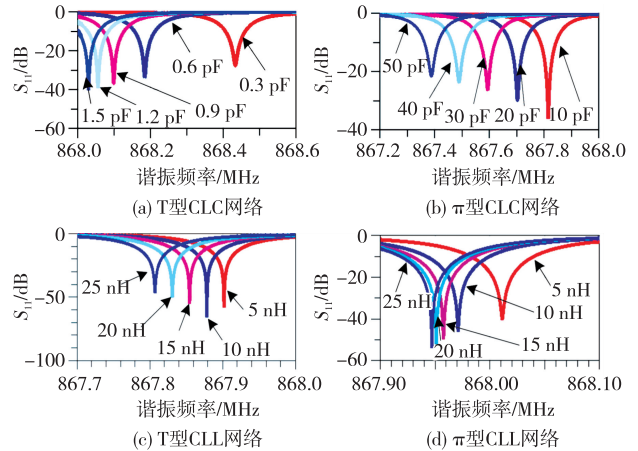 0
−20
−40
−60
S₁₁/dB
0.6 pF
0.3 pF
1.5 pF
1.2 pF
0.9 pF
868.0
868.2
868.4
868.6
谐振频率/MHz
(a) T型CLC网络
0
−20
−40
S₁₁/dB
50 pF
40 pF
30 pF
20 pF
10 pF
867.2
867.4
867.6
867.8
868.0
谐振频率/MHz
(b) π型CLC网络
0
−50
−100
S₁₁/dB
25 nH
20 nH
15 nH
10 nH
5 nH
867.7
867.8
867.9
868.0
谐振频率/MHz
(c) T型CLL网络
0
−20
−40
−60
S₁₁/dB
25 nH
20 nH
15 nH
10 nH
5 nH
867.90
868.00
868.10
谐振频率/MHz
(d) π型CLL网络